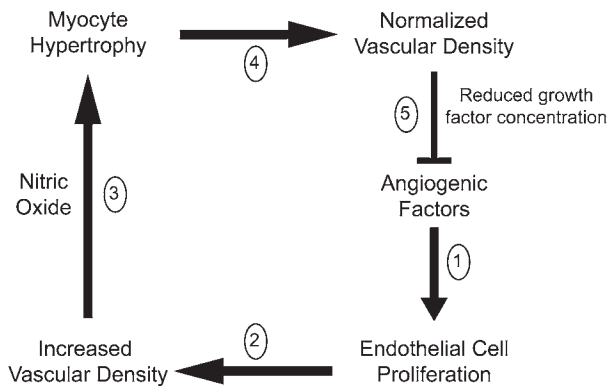 Myocyte
Hypertrophy
4
Normalized
Vascular Density
5
Reduced growth
factor concentration
Angiogenic
Factors
1
Endothelial Cell
Proliferation
2
Increased
Vascular Density
3
Nitric
Oxide